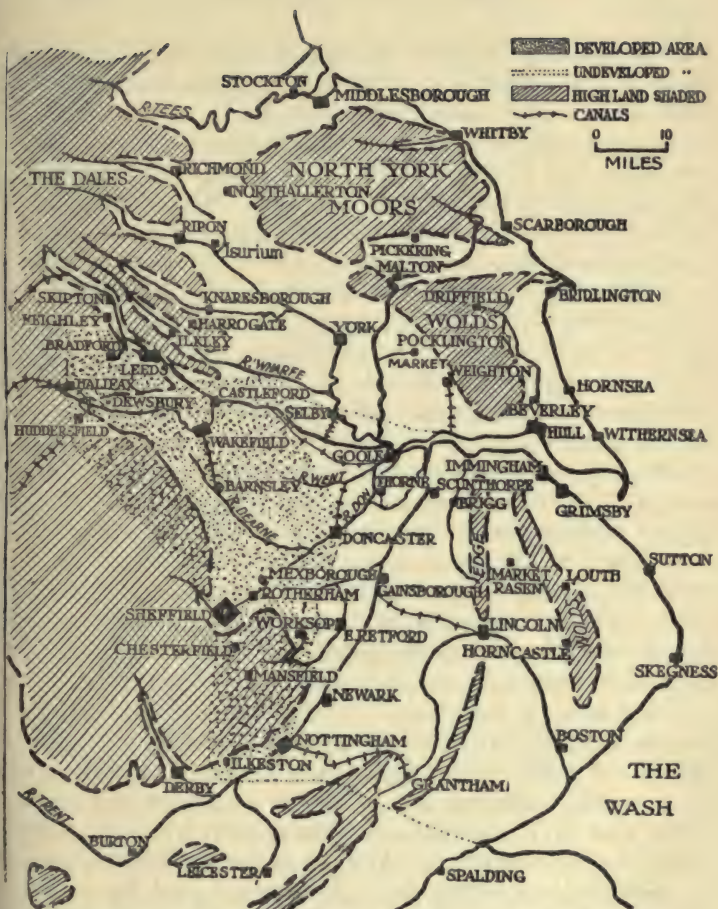 DEVELOPED AREA
UNDEVELOPED "
HIGH LAND SHADED
CANALS
0 10
MILES
STOCKTON
MIDDLESBOROUGH
R. TEES
WHITBY
RICHMOND
THE DALES
NORTH YORK
MOORS
NORTHALLERTON
SCARBOROUGH
RIPON
Isurium
PICKERING
MALTON
SKIPTON
KNARESBOROUGH
DRIFFIELD
BRIDLINGTON
KEIGHLEY
HARROGATE
WOLDS
BRADFORD
ILKLEY
YORK
POCKLINGTON
LEEDS
R. WHARFE
MARKET
WEIGHTON
HALIFAX
CASTLEFORD
HORNSEA
DEWSBURY
SELBY
BEVERLEY
HUDDERSFIELD
WAKEFIELD
HULL
WITHERNSEA
GOOLE
BARNSLEY
R. WENT
THORNE
IMMINGHAM
SCUNTHORPE
R. DON
BRIGG
GRIMSBY
R. DEARNE
DONCASTER
EDGE
SUTTON
MEXBOROUGH
GAINSBOROUGH
MARKET
RASEN
LOUTH
ROTHERHAM
SHEFFIELD
WORKSOP
E. RETFORD
LINCOLN
WOLDS
CHESTERFIELD
HORNCASTLE
SKEGNESS
MANSFIELD
NEWARK
NOTTINGHAM
BOSTON
ILKESTON
DERBY
GRANTHAM
THE
WASH
R. TRENT
BURTON
LEICESTER
SPALDING